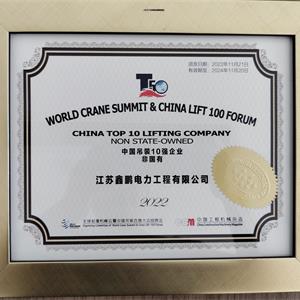 颁发日期：2022年11月21日
有效期至：2024年11月20日
T50
WORLD CRANE SUMMIT & CHINA LIFT 100 FORUM
CHINA TOP 10 LIFTING COMPANY
NON STATE-OWNED
中国吊装10强企业
非国有
江苏鑫鹏电力工程有限公司
2022